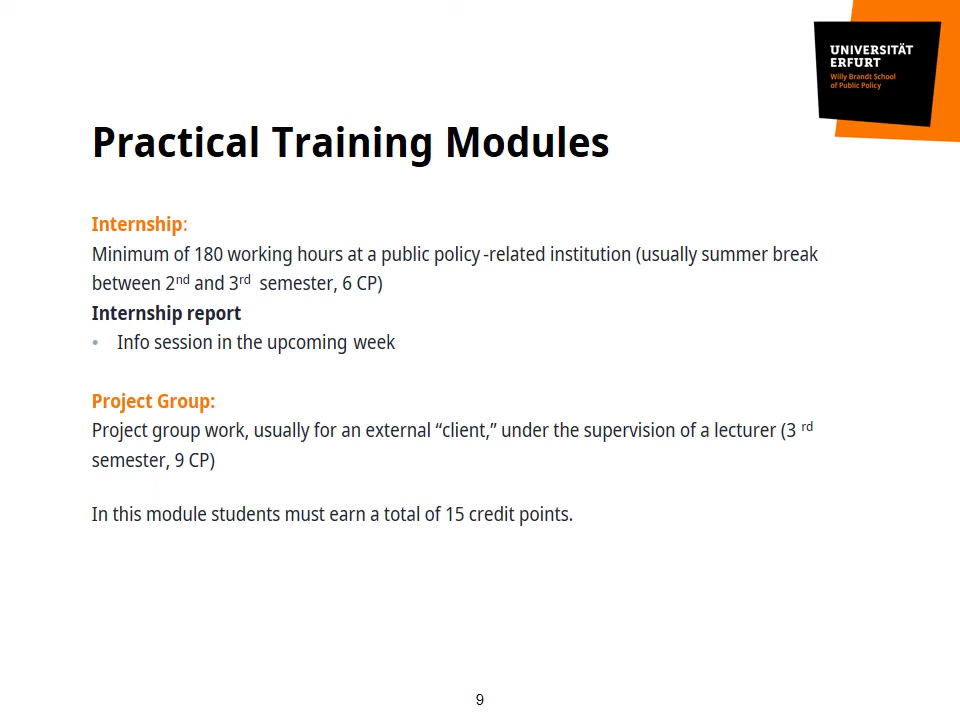 UNIVERSITÄT
ERFURT
Willy Brandt School
of Public Policy
Practical Training Modules
Internship:
Minimum of 180 working hours at a public policy-related institution (usually summer break
between 2nd and 3rd semester, 6 CP)
Internship report
• Info session in the upcoming week
Project Group:
Project group work, usually for an external “client,” under the supervision of a lecturer (3 rd
semester, 9 CP)
In this module students must earn a total of 15 credit points.
9